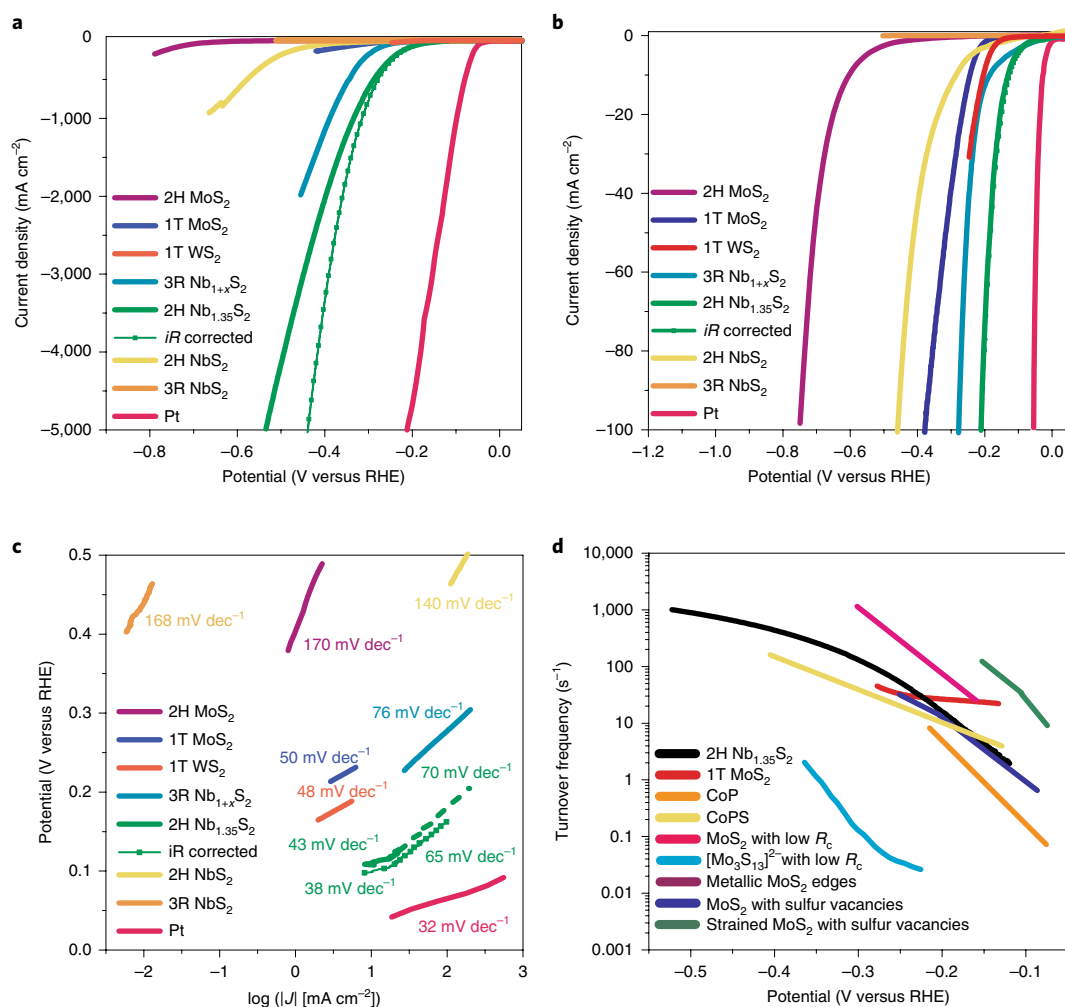 a
0
–1,000
–2,000
–3,000
–4,000
–5,000
Current density (mA cm⁻²)
2H MoS₂
1T MoS₂
1T WS₂
3R Nb₁₊ₓS₂
2H Nb₁.₃₅S₂
iR corrected
2H NbS₂
3R NbS₂
Pt
–0.8 –0.6 –0.4 –0.2 0.0
Potential (V versus RHE)
b
0
–20
–40
–60
–80
–100
Current density (mA cm⁻²)
2H MoS₂
1T MoS₂
1T WS₂
3R Nb₁₊ₓS₂
2H Nb₁.₃₅S₂
iR corrected
2H NbS₂
3R NbS₂
Pt
–1.2 –1.0 –0.8 –0.6 –0.4 –0.2 0.0
Potential (V versus RHE)
c
0.5
0.4
0.3
0.2
0.1
0.0
Potential (V versus RHE)
168 mV dec⁻¹
170 mV dec⁻¹
140 mV dec⁻¹
76 mV dec⁻¹
50 mV dec⁻¹
48 mV dec⁻¹
70 mV dec⁻¹
43 mV dec⁻¹
65 mV dec⁻¹
38 mV dec⁻¹
32 mV dec⁻¹
2H MoS₂
1T MoS₂
1T WS₂
3R Nb₁₊ₓS₂
2H Nb₁.₃₅S₂
iR corrected
2H NbS₂
3R NbS₂
Pt
–2 –1 0 1 2 3
log (|J| [mA cm⁻²])
d
10,000
1,000
100
10
1
0.1
0.01
0.001
Turnover frequency (s⁻¹)
2H Nb₁.₃₅S₂
1T MoS₂
CoP
CoPS
MoS₂ with low R꜀
[Mo₃S₁₃]²⁻with low R꜀
Metallic MoS₂ edges
MoS₂ with sulfur vacancies
Strained MoS₂ with sulfur vacancies
–0.5 –0.4 –0.3 –0.2 –0.1
Potential (V versus RHE)